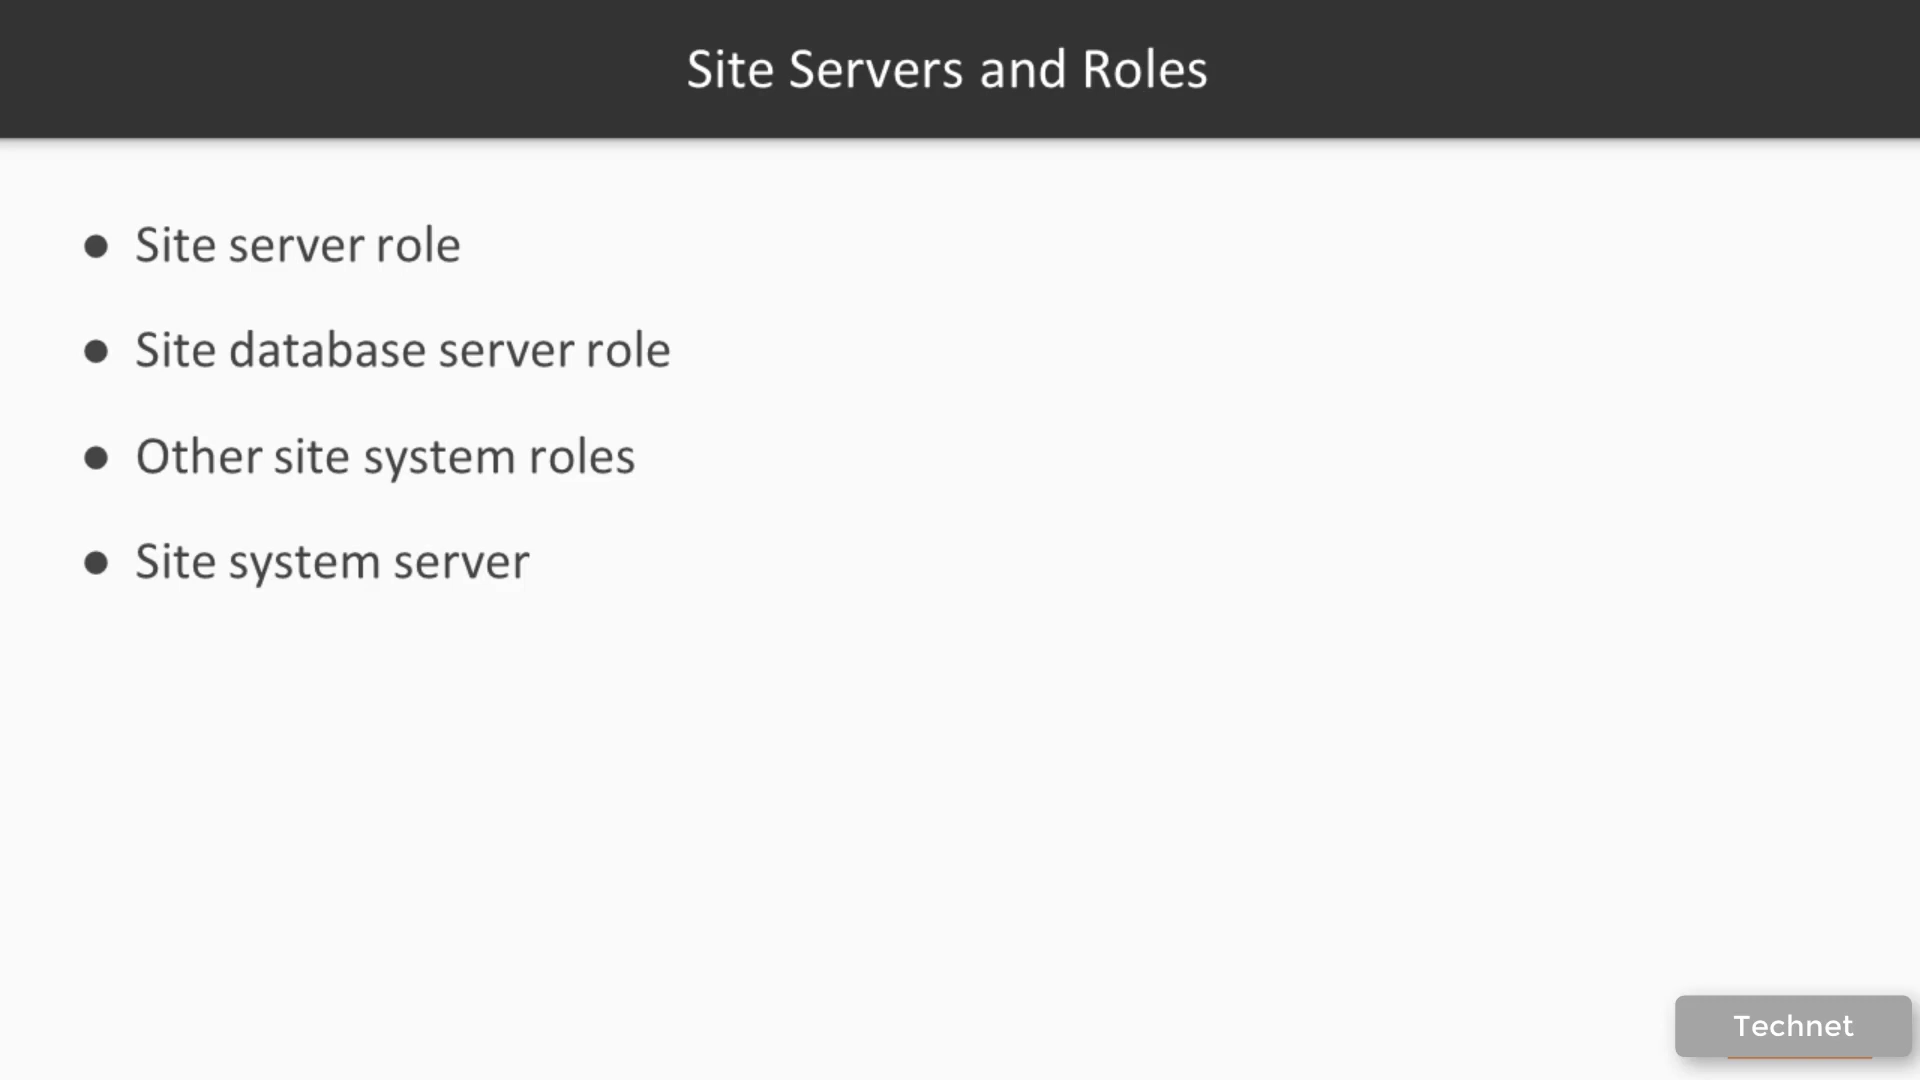 Site Servers and Roles
● Site server role
● Site database server role
● Other site system roles
● Site system server
Technet